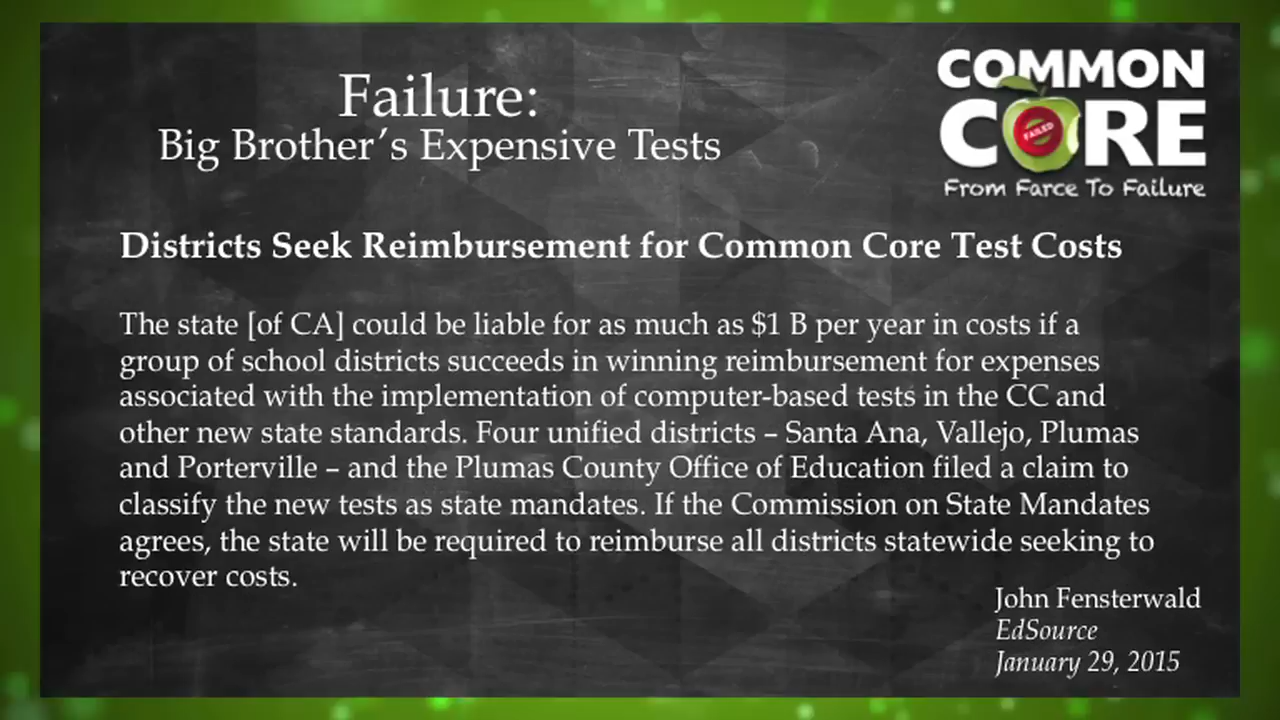 Failure:
Big Brother's Expensive Tests
COMMON
CORE
FAILED
From Farce To Failure
Districts Seek Reimbursement for Common Core Test Costs
The state [of CA] could be liable for as much as $1 B per year in costs if a
group of school districts succeeds in winning reimbursement for expenses
associated with the implementation of computer-based tests in the CC and
other new state standards. Four unified districts – Santa Ana, Vallejo, Plumas
and Porterville – and the Plumas County Office of Education filed a claim to
classify the new tests as state mandates. If the Commission on State Mandates
agrees, the state will be required to reimburse all districts statewide seeking to
recover costs.
John Fensterwald
EdSource
January 29, 2015